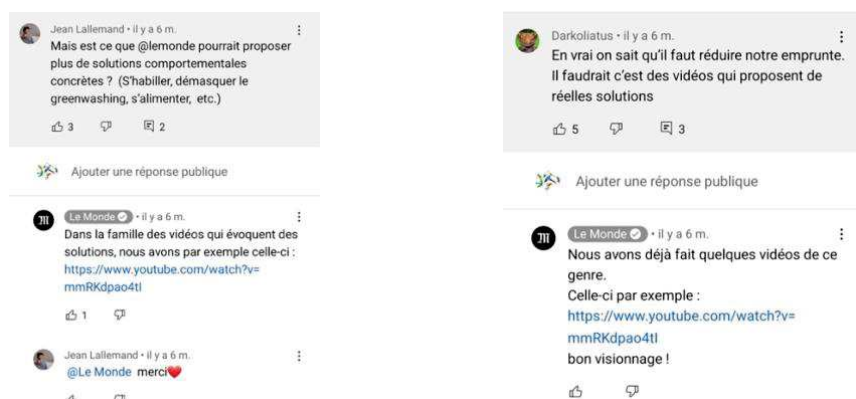 Jean Lallemand • il y a 6 m.
Mais est ce que @lemonde pourrait proposer
plus de solutions comportementales
concrètes ? (S'habiller, démasquer le
greenwashing, s'alimenter, etc.)
3 2
Ajouter une réponse publique
Le Monde • il y a 6 m.
Dans la famille des vidéos qui évoquent des
solutions, nous avons par exemple celle-ci :
https://www.youtube.com/watch?v=
mmRKdpao4tI
1
Jean Lallemand • il y a 6 m.
@Le Monde merci❤️
Darkoliatus • il y a 6 m.
En vrai on sait qu'il faut réduire notre emprunte.
Il faudrait c'est des vidéos qui proposent de
réelles solutions
5 3
Ajouter une réponse publique
Le Monde • il y a 6 m.
Nous avons déjà fait quelques vidéos de ce
genre.
Celle-ci par exemple :
https://www.youtube.com/watch?v=
mmRKdpao4tI
bon visionnage !